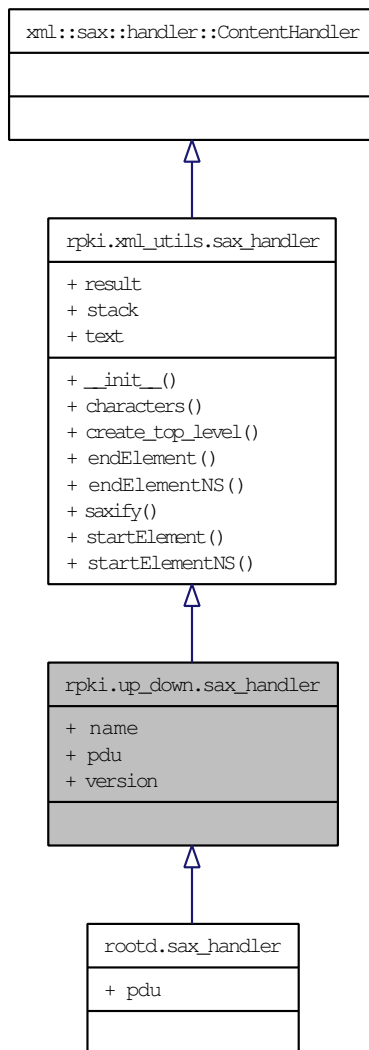 xml::sax::handler::ContentHandler
rpki.xml_utils.sax_handler
+ result
+ stack
+ text
+ __init__()
+ characters()
+ create_top_level()
+ endElement()
+ endElementNS()
+ saxify()
+ startElement()
+ startElementNS()
rpki.up_down.sax_handler
+ name
+ pdu
+ version
rootd.sax_handler
+ pdu